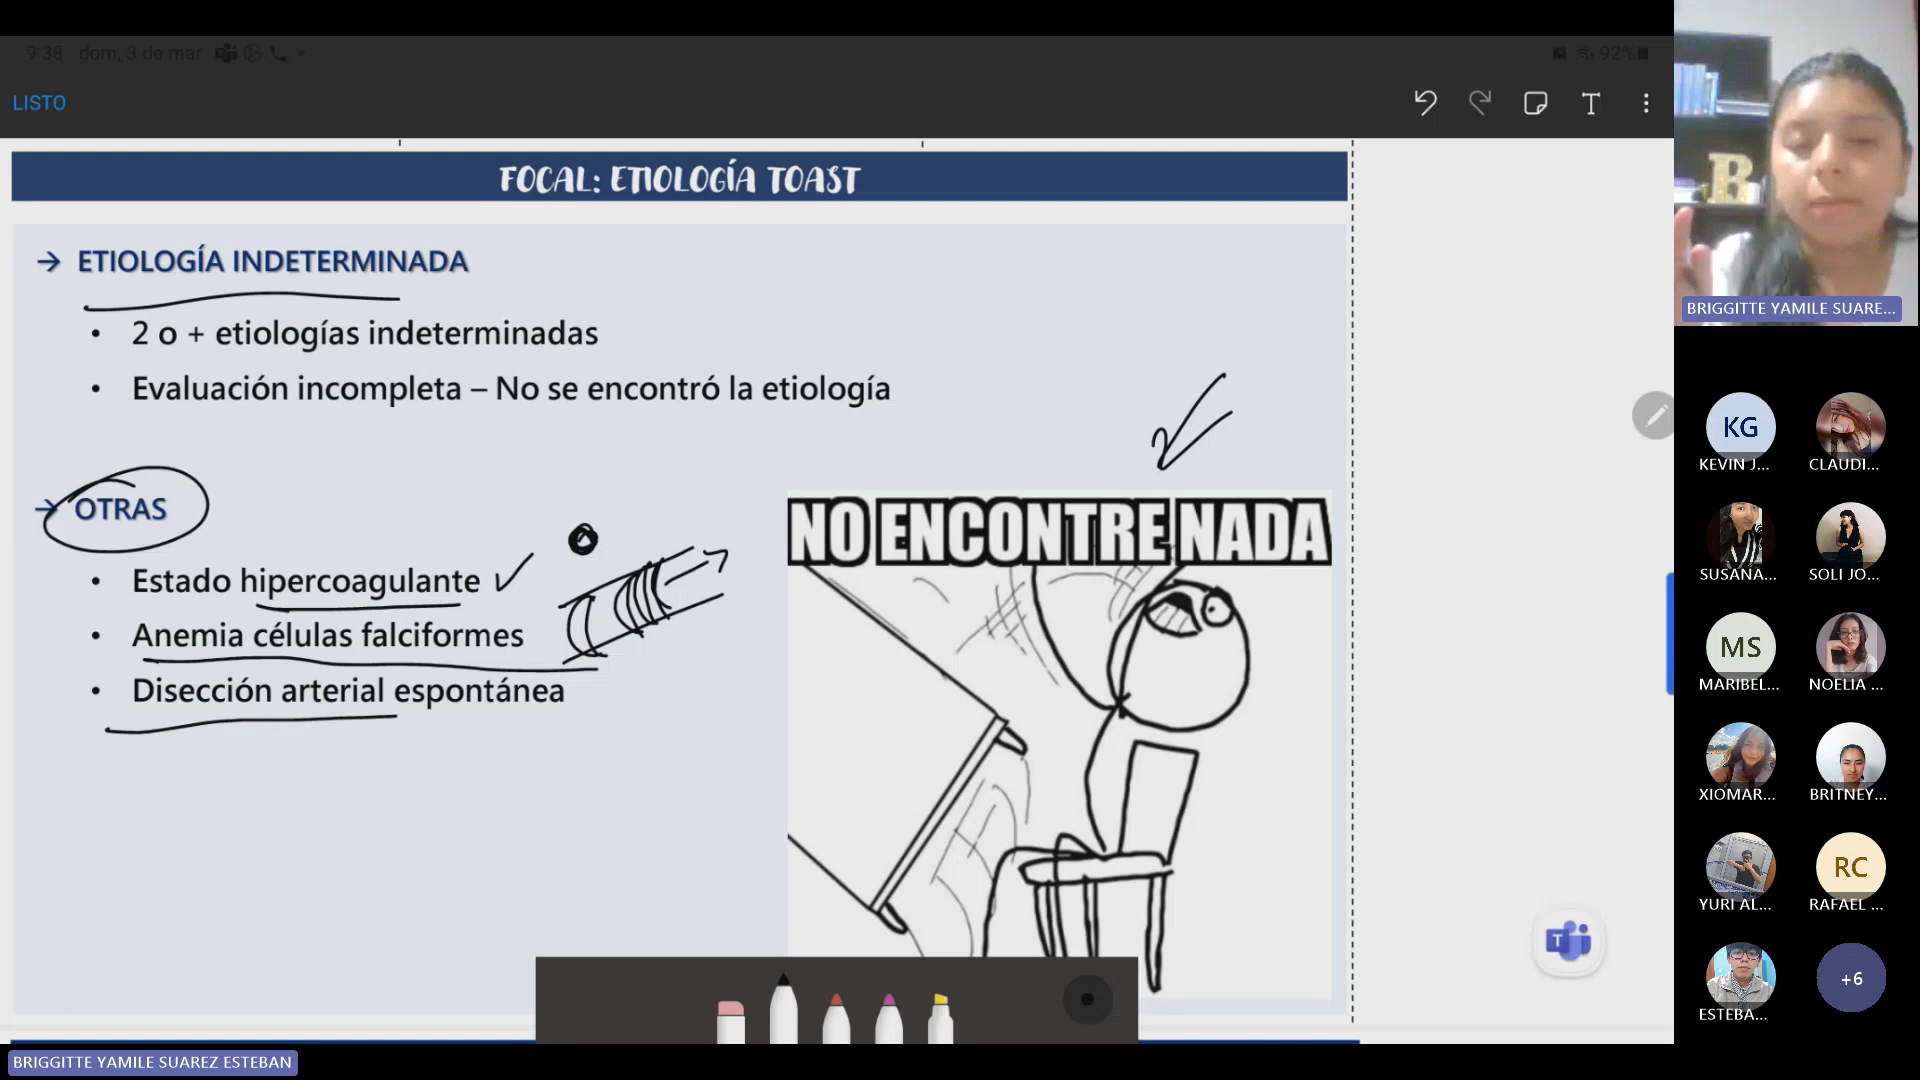 9:38 dom, 3 de mar
92%
LISTO
T
FOCAL: ETIOLOGÍA TOAST
→ ETIOLOGÍA INDETERMINADA
• 2 o + etiologías indeterminadas
• Evaluación incompleta – No se encontró la etiología
→ OTRAS
• Estado hipercoagulante
• Anemia células falciformes
• Disección arterial espontánea
NO ENCONTRE NADA
T
BRIGGITTE YAMILE SUAREZ ESTEBAN
B
BRIGGITTE YAMILE SUARE...
KG
KEVIN J...
CLAUDI...
SUSANA...
SOLI JO...
MS
MARIBEL...
NOELIA ...
XIOMAR...
BRITNEY...
YURI AL...
RC
RAFAEL ...
ESTEBA...
+6